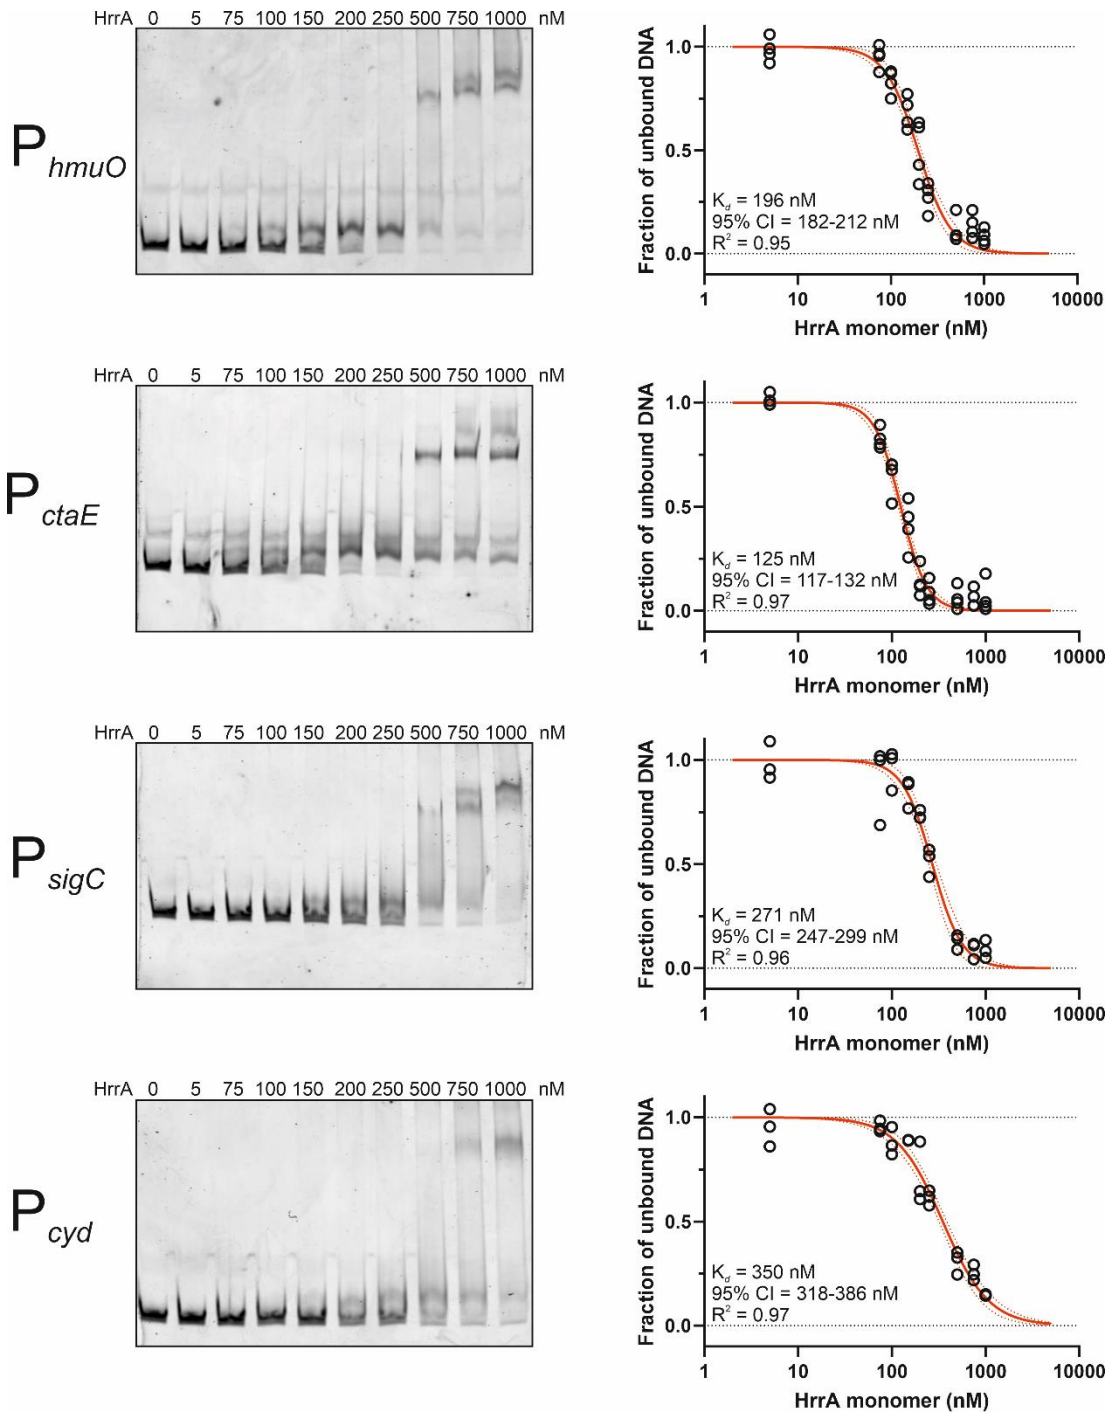 HrrA 0 5 75 100 150 200 250 500 750 1000 nM
P hmuO
Fraction of unbound DNA
1.0
0.5
0.0
K_d = 196 nM
95% CI = 182-212 nM
R² = 0.95
1 10 100 1000 10000
HrrA monomer (nM)
HrrA 0 5 75 100 150 200 250 500 750 1000 nM
P ctaE
Fraction of unbound DNA
1.0
0.5
0.0
K_d = 125 nM
95% CI = 117-132 nM
R² = 0.97
1 10 100 1000 10000
HrrA monomer (nM)
HrrA 0 5 75 100 150 200 250 500 750 1000 nM
P sigC
Fraction of unbound DNA
1.0
0.5
0.0
K_d = 271 nM
95% CI = 247-299 nM
R² = 0.96
1 10 100 1000 10000
HrrA monomer (nM)
HrrA 0 5 75 100 150 200 250 500 750 1000 nM
P cyd
Fraction of unbound DNA
1.0
0.5
0.0
K_d = 350 nM
95% CI = 318-386 nM
R² = 0.97
1 10 100 1000 10000
HrrA monomer (nM)